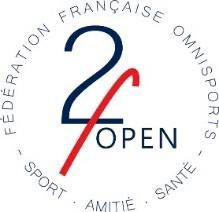 - FÉDÉRATION FRANÇAISE OMNISPORTS -
2f
OPEN
SPORT · AMITIÉ · SANTÉ